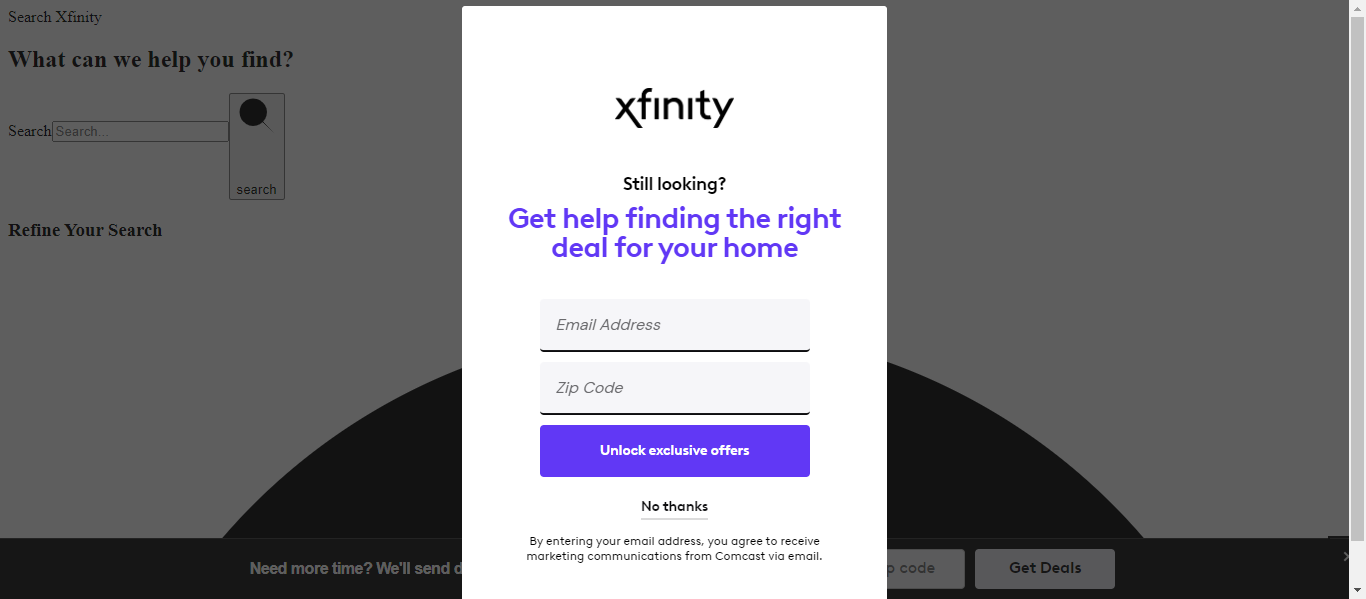 Search Xfinity
What can we help you find?
Search Search...
search
Refine Your Search
xfinity
Still looking?
Get help finding the right
deal for your home
Email Address
Zip Code
Unlock exclusive offers
No thanks
By entering your email address, you agree to receive
marketing communications from Comcast via email.
Need more time? We'll send d
p code
Get Deals